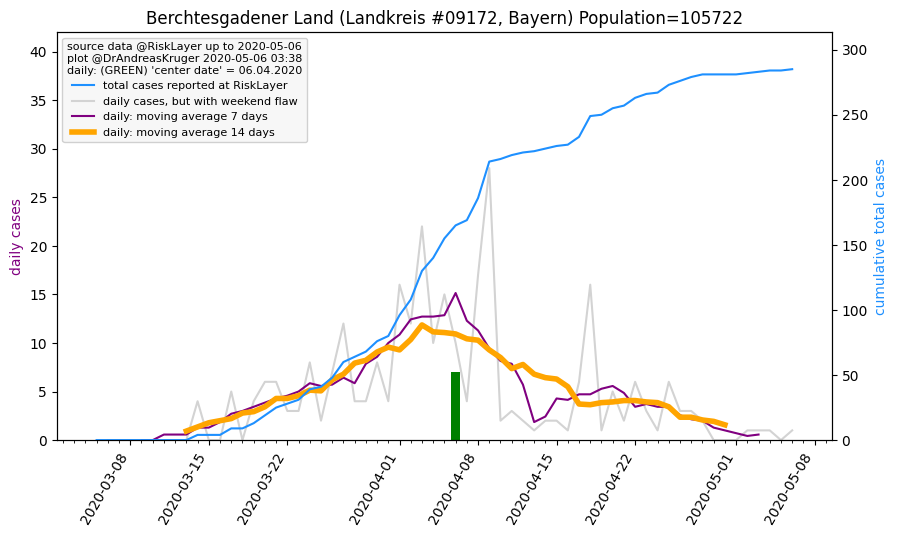 Berchtesgadener Land (Landkreis #09172, Bayern) Population=105722
source data @RiskLayer up to 2020-05-06
plot @DrAndreasKruger 2020-05-06 03:38
daily: (GREEN) 'center date' = 06.04.2020
total cases reported at RiskLayer
daily cases, but with weekend flaw
daily: moving average 7 days
daily: moving average 14 days
daily cases
40
35
30
25
20
15
10
5
0
300
250
200
150
100
50
0
cumulative total cases
2020-03-08
2020-03-15
2020-03-22
2020-04-01
2020-04-08
2020-04-15
2020-04-22
2020-05-01
2020-05-08